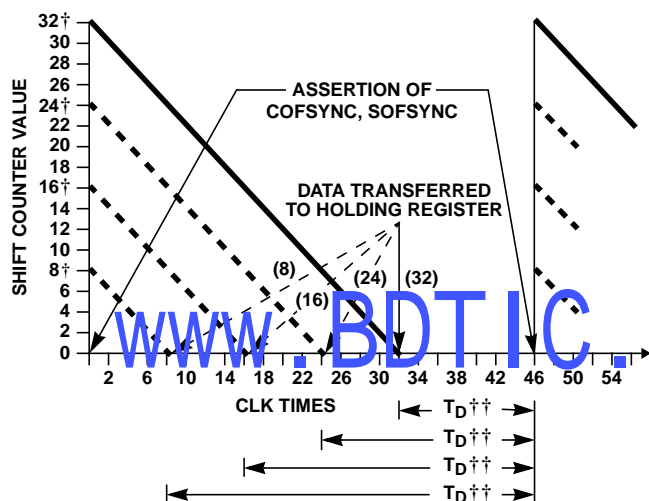 SHIFT COUNTER VALUE
32†
30
28
26
24†
22
20
18
16†
14
12
10
8†
6
4
2
0
ASSERTION OF
COFSYNC, SOFSYNC
DATA TRANSFERRED
TO HOLDING REGISTER
(8)
(16)
(24)
(32)
www.BDTIC.
2 6 10 14 18 22 26 30 34 38 42 46 50 54
CLK TIMES
TD††
TD††
TD††
TD††